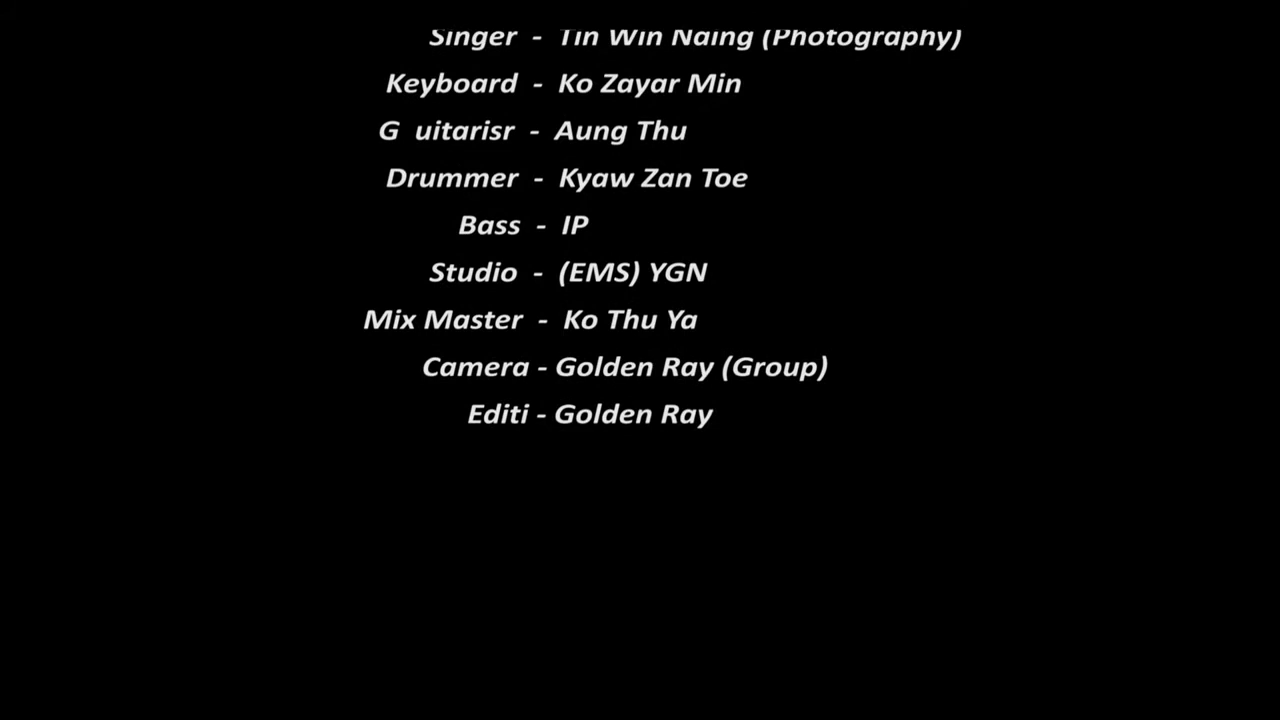 Singer - Tin Win Naing (Photography)
Keyboard - Ko Zayar Min
G uitarisr - Aung Thu
Drummer - Kyaw Zan Toe
Bass - IP
Studio - (EMS) YGN
Mix Master - Ko Thu Ya
Camera - Golden Ray (Group)
Editi - Golden Ray